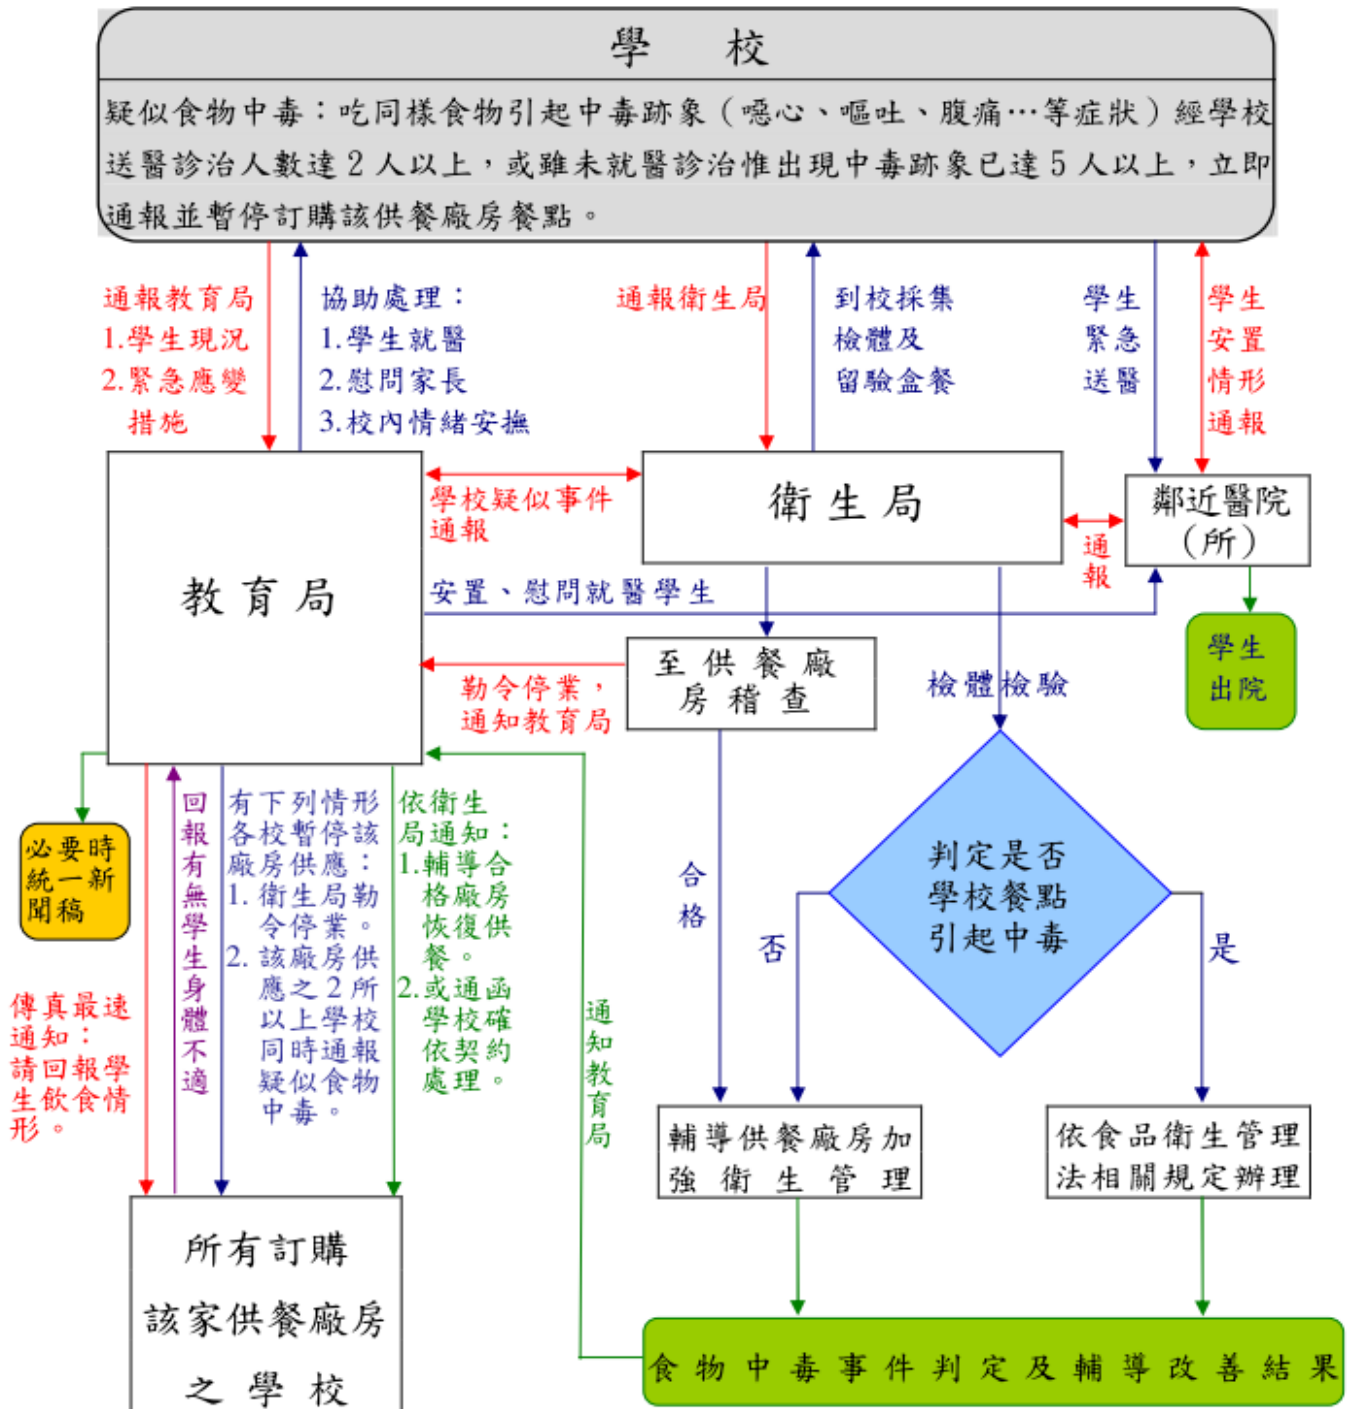 學 校
疑似食物中毒：吃同樣食物引起中毒跡象（噁心、嘔吐、腹痛…等症狀）經學校
送醫診治人數達2人以上，或雖未就醫診治惟出現中毒跡象已達5人以上，立即
通報並暫停訂購該供餐廠房餐點。
通報教育局
1.學生現況
2.緊急應變
措施
協助處理：
1.學生就醫
2.慰問家長
3.校內情緒安撫
通報衛生局
到校採集
檢體及
留驗盒餐
學生
緊急
送醫
學生
安置
情形
通報
教育局
學校疑似事件
通報
衛生局
通
報
鄰近醫院
（所）
安置、慰問就醫學生
學生
出院
至供餐廠
房稽查
勒令停業，
通知教育局
檢體檢驗
必要時
統一新
聞稿
傳真最速
通知：
請回報學
生飲食情
形。
回報有無學生身體不適
有下列情形
各校暫停該
廠房供應：
1. 衛生局勒
令停業。
2. 該廠房供
應之2所
以上學校
同時通報
疑似食物
中毒。
依衛生
局通知：
1.輔導合
格廠房
恢復供
餐。
2.或通函
學校確
依契約
處理。
通知教育局
合格
判定是否
學校餐點
引起中毒
否
是
輔導供餐廠房加
強衛生管理
依食品衛生管理
法相關規定辦理
所有訂購
該家供餐廠房
之學校
食物中毒事件判定及輔導改善結果